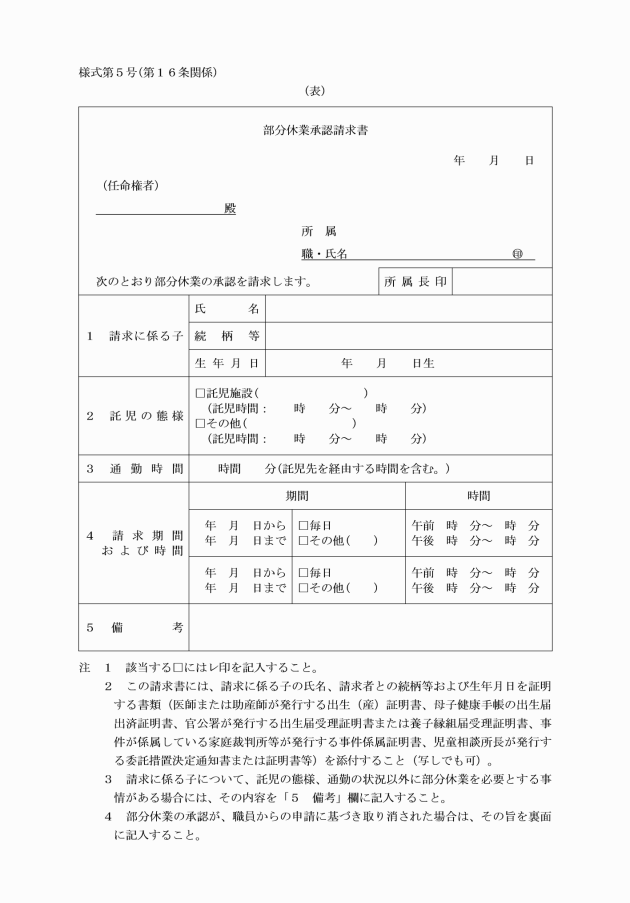 様式第５号(第１６条関係)
（表）
部分休業承認請求書
年　　月　　日
（任命権者）
殿
所　属
職・氏名　㊞
次のとおり部分休業の承認を請求します。　所属長印
１　請求に係る子
氏　　　名
続　柄　等
生年月日　年　　月　　日生
２　託児の態様
□託児施設(　　　　　　　　　)
（託児時間：　　時　　分～　　時　　分）
□その他(　　　　　　　　　)
（託児時間：　　時　　分～　　時　　分）
３　通勤時間　時間　　分(託児先を経由する時間を含む。)
４　請求期間
および時間
期間　時間
年　月　日から　□毎日　午前　時　分～　時　分
年　月　日まで　□その他(　　)　午後　時　分～　時　分
年　月　日から　□毎日　午前　時　分～　時　分
年　月　日まで　□その他(　　)　午後　時　分～　時　分
５　備　　　考
注　１　該当する□にはレ印を記入すること。
２　この請求書には、請求に係る子の氏名、請求者との続柄等および生年月日を証明
する書類（医師または助産師が発行する出生（産）証明書、母子健康手帳の出生届
出済証明書、官公署が発行する出生届受理証明書または養子縁組届受理証明書、事
件が係属している家庭裁判所等が発行する事件係属証明書、児童相談所長が発行す
る委託措置決定通知書または証明書等）を添付すること（写しでも可）。
３　請求に係る子について、託児の態様、通勤の状況以外に部分休業を必要とする事
情がある場合には、その内容を「５　備考」欄に記入すること。
４　部分休業の承認が、職員からの申請に基づき取り消された場合は、その旨を裏面
に記入すること。